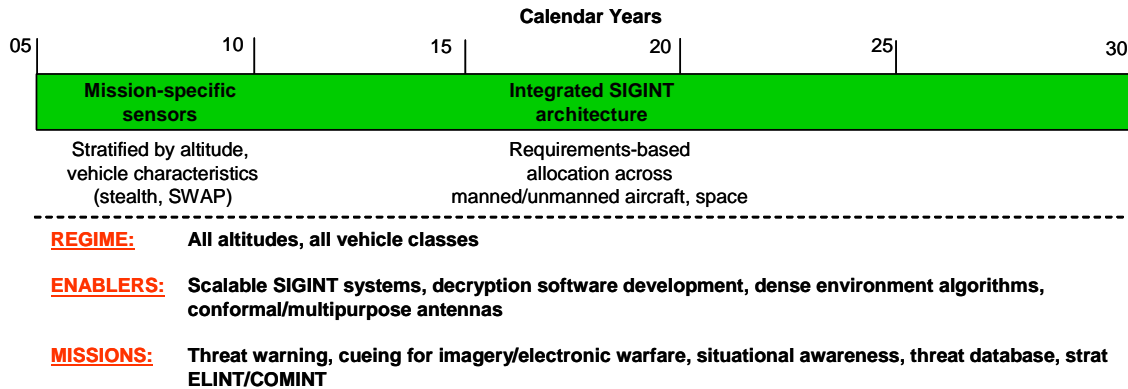 Calendar Years
05 10 15 20 25 30
Mission-specific
sensors
Integrated SIGINT
architecture
Stratified by altitude,
vehicle characteristics
(stealth, SWAP)
Requirements-based
allocation across
manned/unmanned aircraft, space
REGIME: All altitudes, all vehicle classes
ENABLERS: Scalable SIGINT systems, decryption software development, dense environment algorithms,
conformal/multipurpose antennas
MISSIONS: Threat warning, cueing for imagery/electronic warfare, situational awareness, threat database, strat
ELINT/COMINT